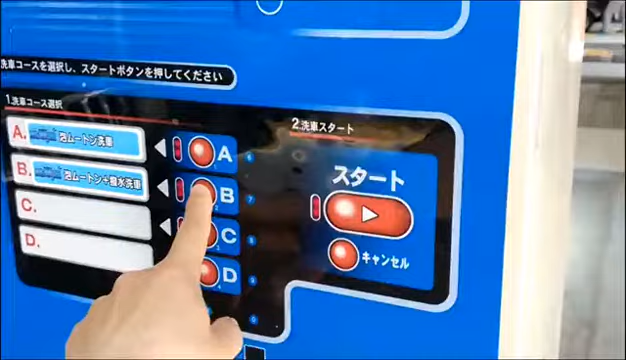 洗車コースを選択し、スタートボタンを押してください
1.洗車コース選択
2.洗車スタート
A. 泡ムートン洗車
A
B. 泡ムートン+撥水洗車
B
C.
C
D.
D
スタート
キャンセル